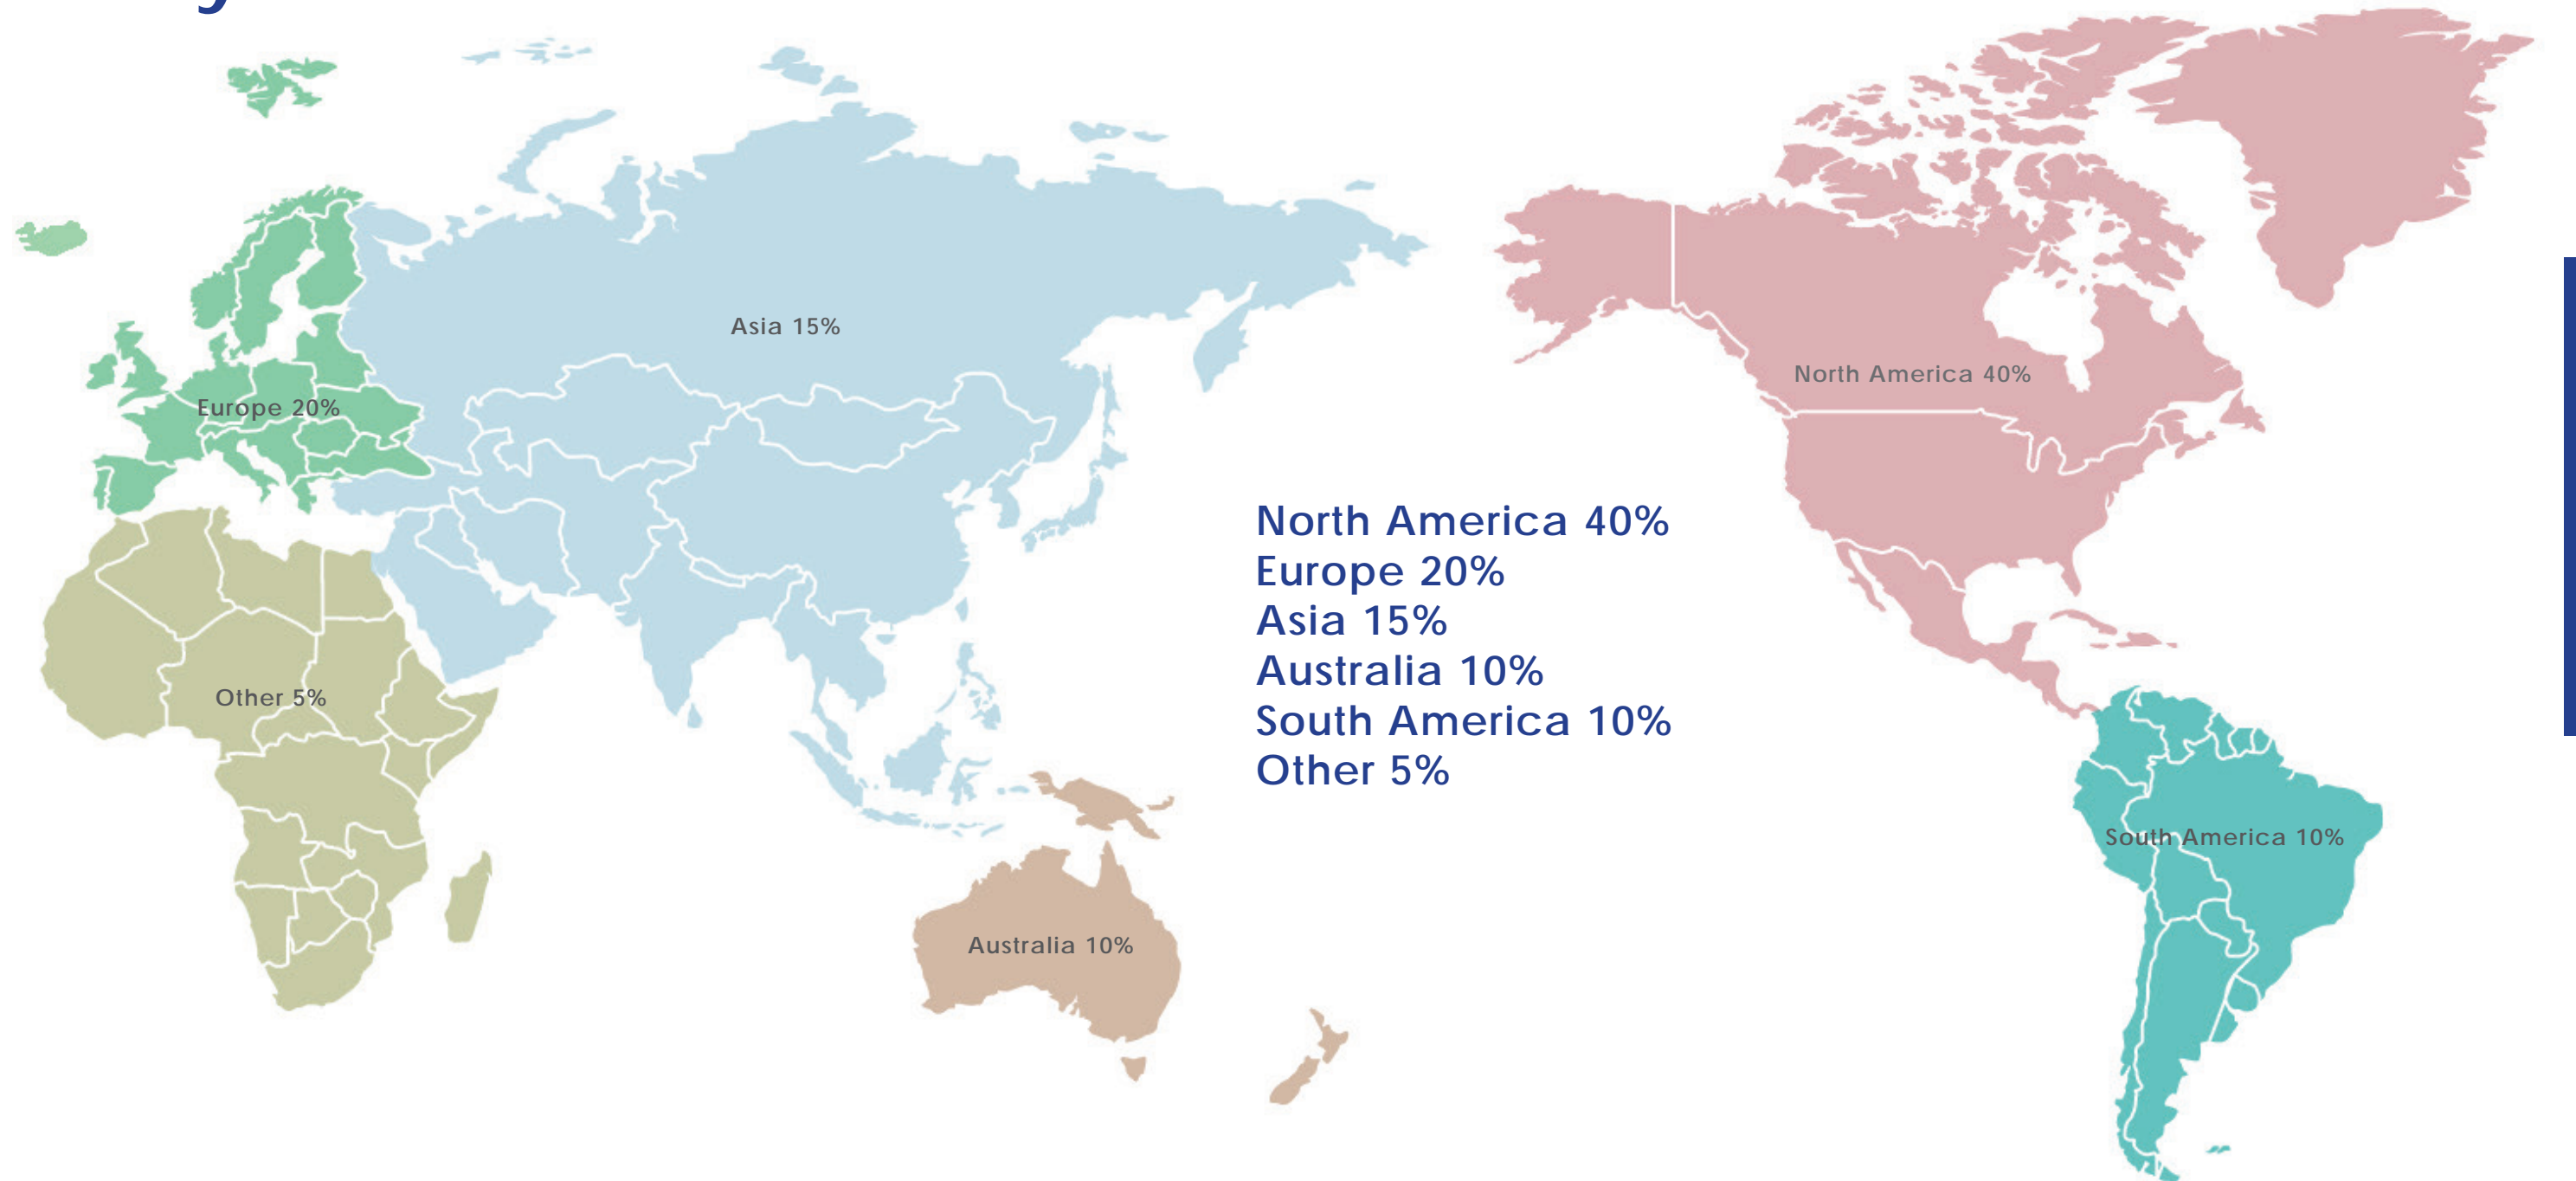 Asia 15%
North America 40%
Europe 20%
North America 40%
Europe 20%
Asia 15%
Australia 10%
South America 10%
Other 5%
Other 5%
South America 10%
Australia 10%